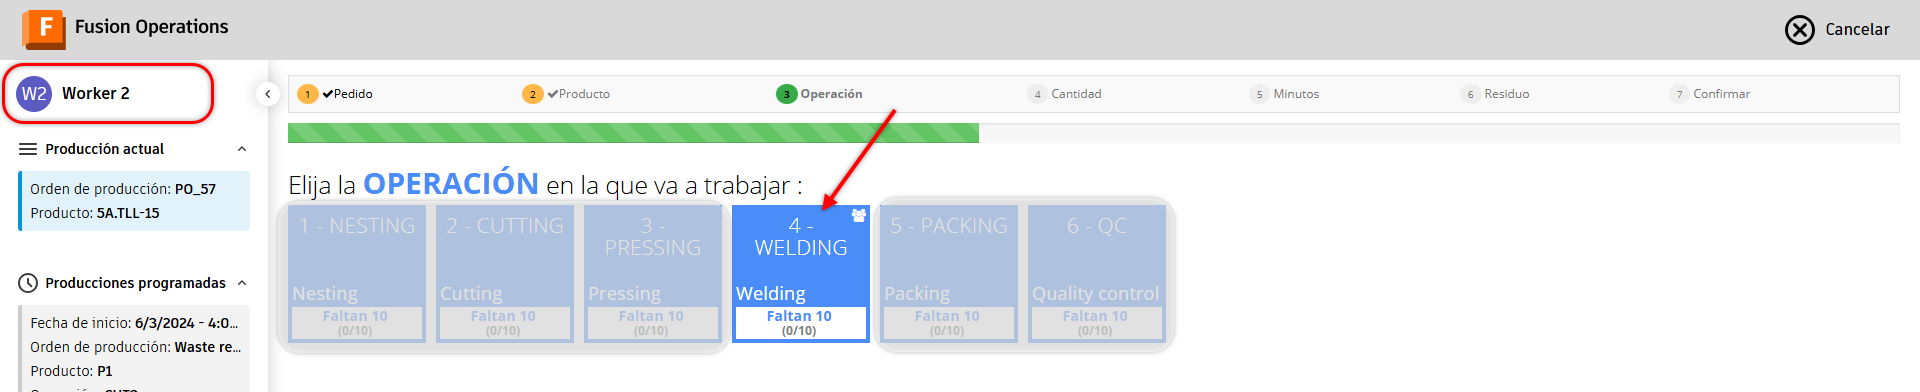 F
Fusion Operations
Cancelar
W2 Worker 2
1 Pedido
2 Producto
3 Operación
4 Cantidad
5 Minutos
6 Residuo
7 Confirmar
Producción actual
Orden de producción: PO_57
Producto: 5A.TLL-15
Producciones programadas
Fecha de inicio: 6/3/2024 - 4:0...
Orden de producción: Waste re...
Producto: P1
Elija la OPERACIÓN en la que va a trabajar :
1 - NESTING
Nesting
Faltan 10
(0/10)
2 - CUTTING
Cutting
Faltan 10
(0/10)
3 -
PRESSING
Pressing
Faltan 10
(0/10)
4 -
WELDING
Welding
Faltan 10
(0/10)
5 - PACKING
Packing
Faltan 10
(0/10)
6 - QC
Quality control
Faltan 10
(0/10)